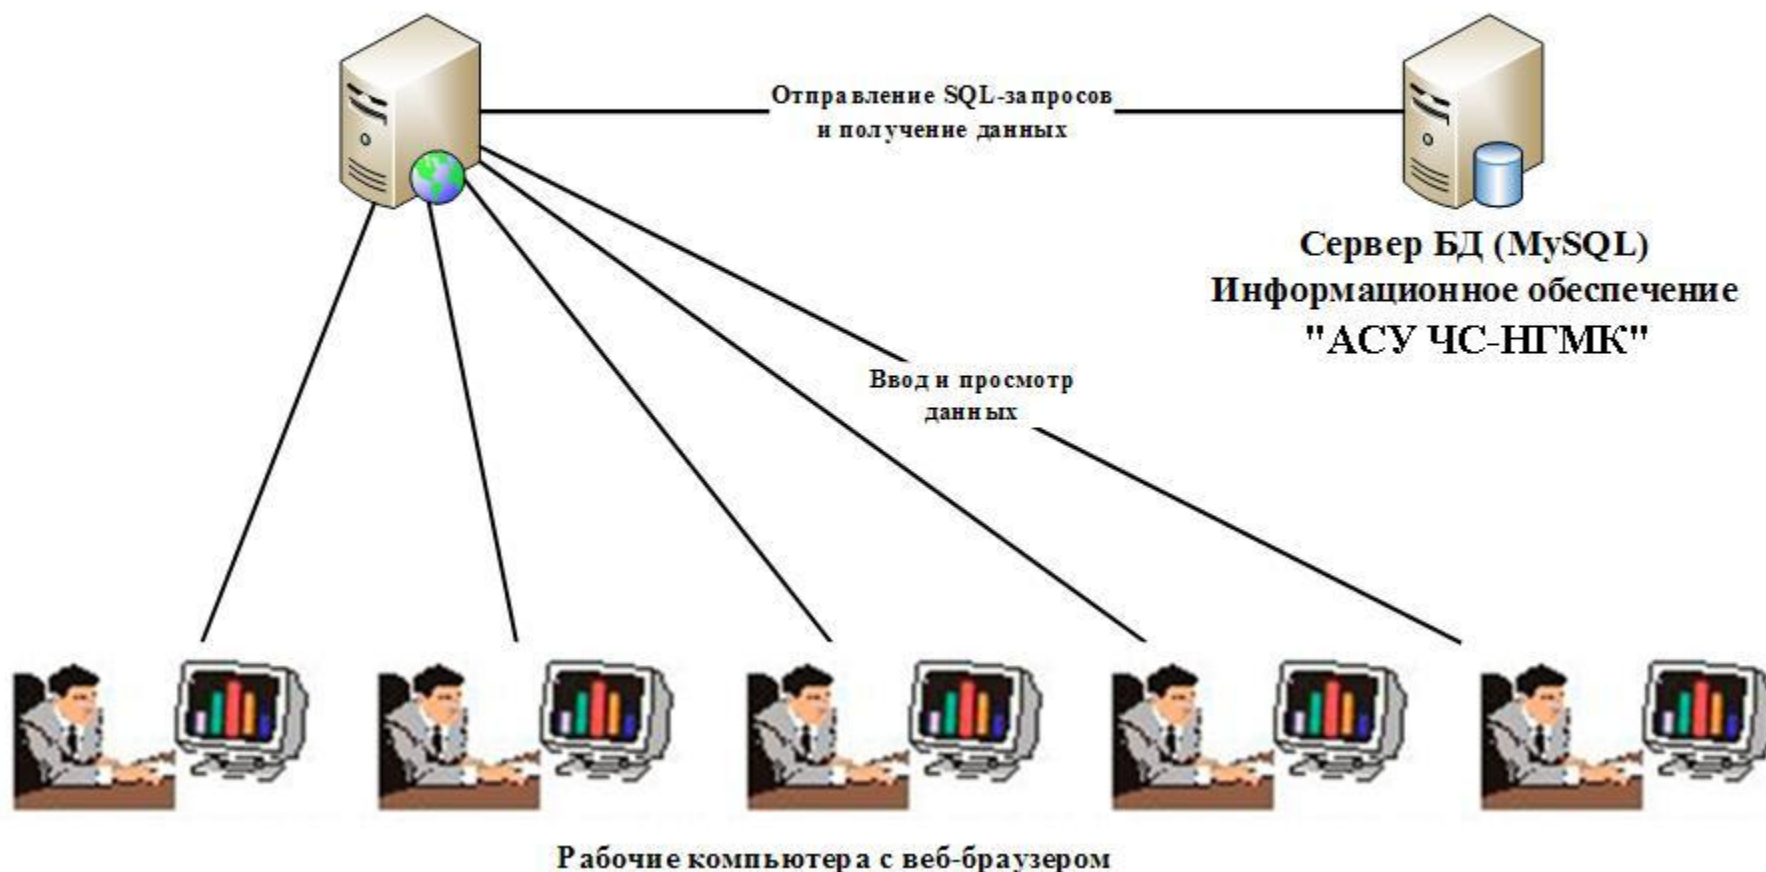 Отправление SQL-запросов
и получение данных
Сервер БД (MySQL)
Информационное обеспечение
"АСУ ЧС-НГМК"
Ввод и просмотр
данных
Рабочие компьютера с веб-браузером